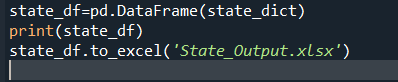 state_df=pd.DataFrame(state_dict)
print(state_df)
state_df.to_excel('State_Output.xlsx')